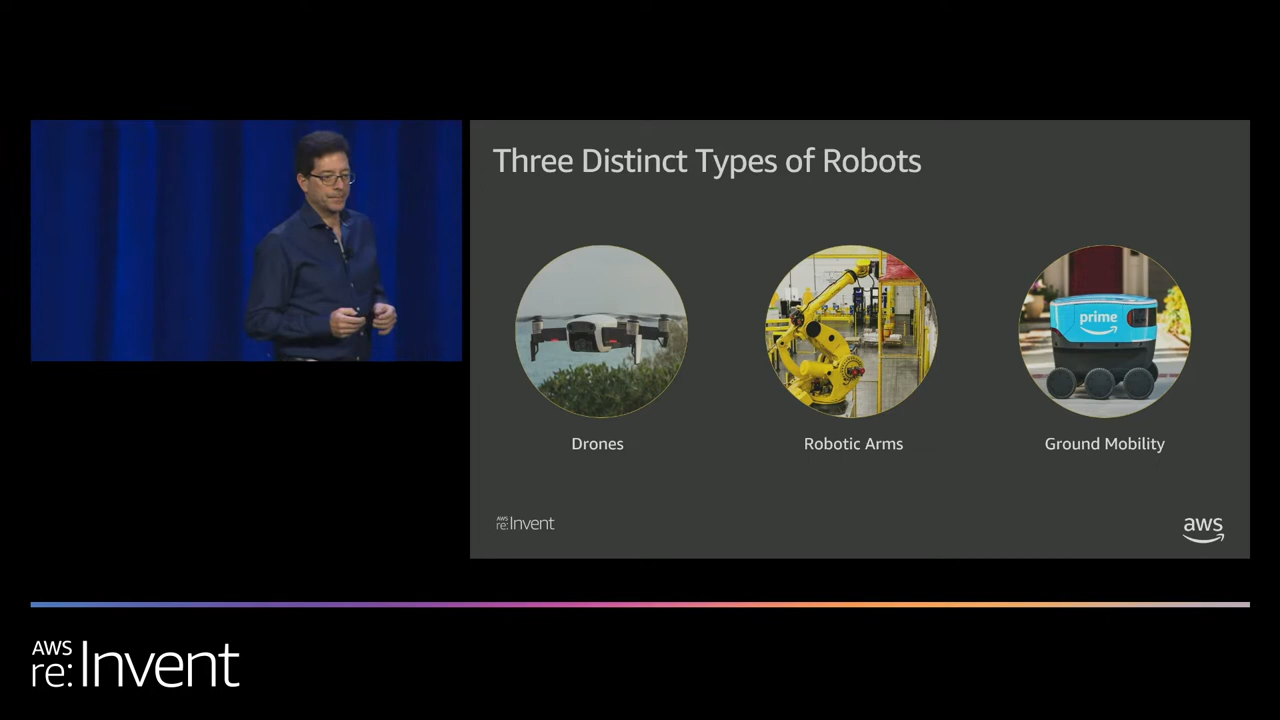 Three Distinct Types of Robots
prime
Drones
Robotic Arms
Ground Mobility
AWS
re:Invent
aws
AWS
re:Invent